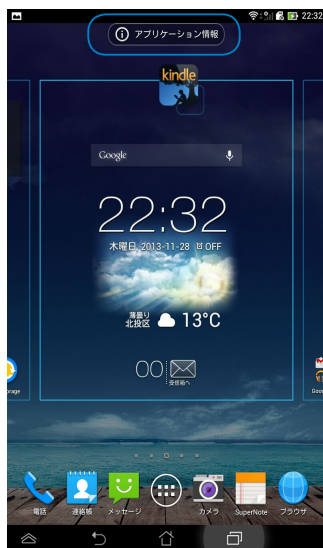 22:32
アプリケーション情報
kindle
Google
22:32
木曜日, 2013-11-28 OFF
薄曇り
北投区
13°C
00
受信箱へ
orage
Goo
電話
連絡帳
メッセージ
カメラ
SuperNote
ブラウザ